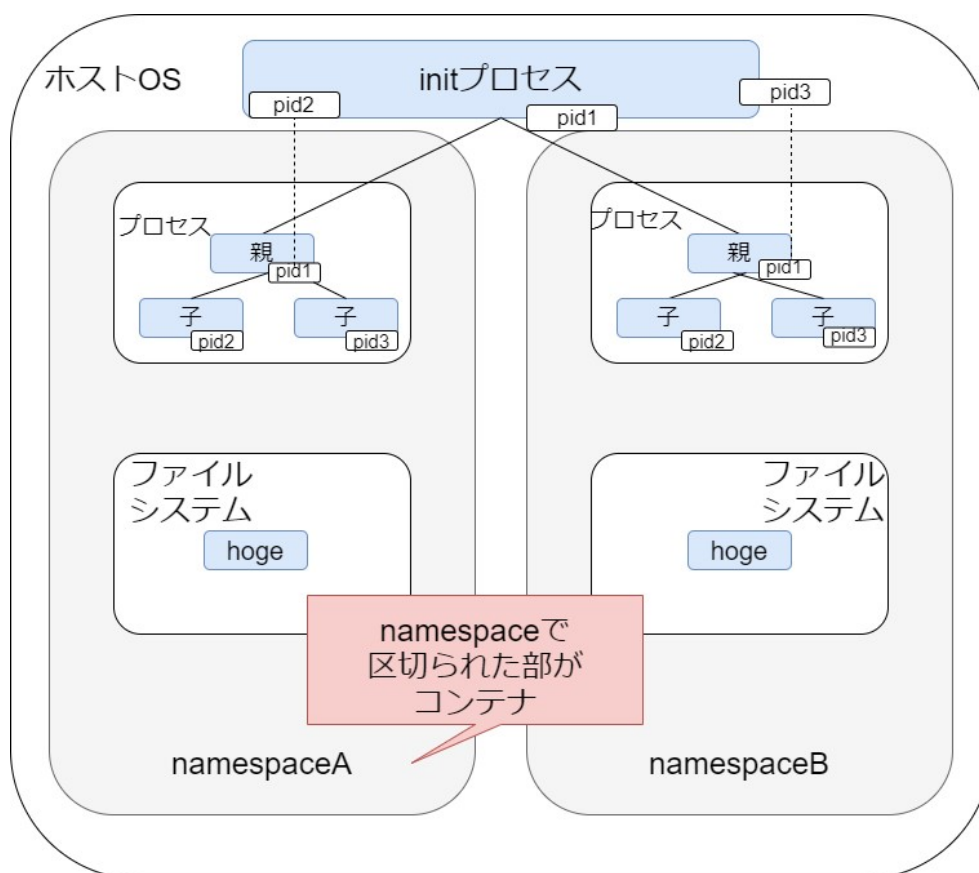 ホストOS
initプロセス
pid2
pid3
pid1
プロセス
親
pid1
子
pid2
子
pid3
プロセス
親
pid1
子
pid2
子
pid3
ファイル
システム
hoge
ファイル
システム
hoge
namespaceで
区切られた部が
コンテナ
namespaceA
namespaceB